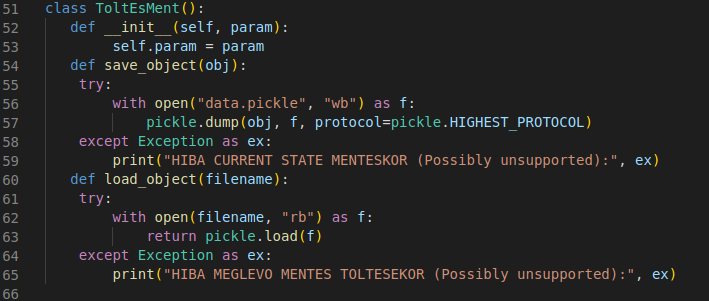 51 class ToltEsMent():
52 def __init__(self, param):
53 self.param = param
54 def save_object(obj):
55 try:
56 with open("data.pickle", "wb") as f:
57 pickle.dump(obj, f, protocol=pickle.HIGHEST_PROTOCOL)
58 except Exception as ex:
59 print("HIBA CURRENT STATE MENTESKOR (Possibly unsupported):", ex)
60 def load_object(filename):
61 try:
62 with open(filename, "rb") as f:
63 return pickle.load(f)
64 except Exception as ex:
65 print("HIBA MEGLEVO MENTES TOLTESEKOR (Possibly unsupported):", ex)
66